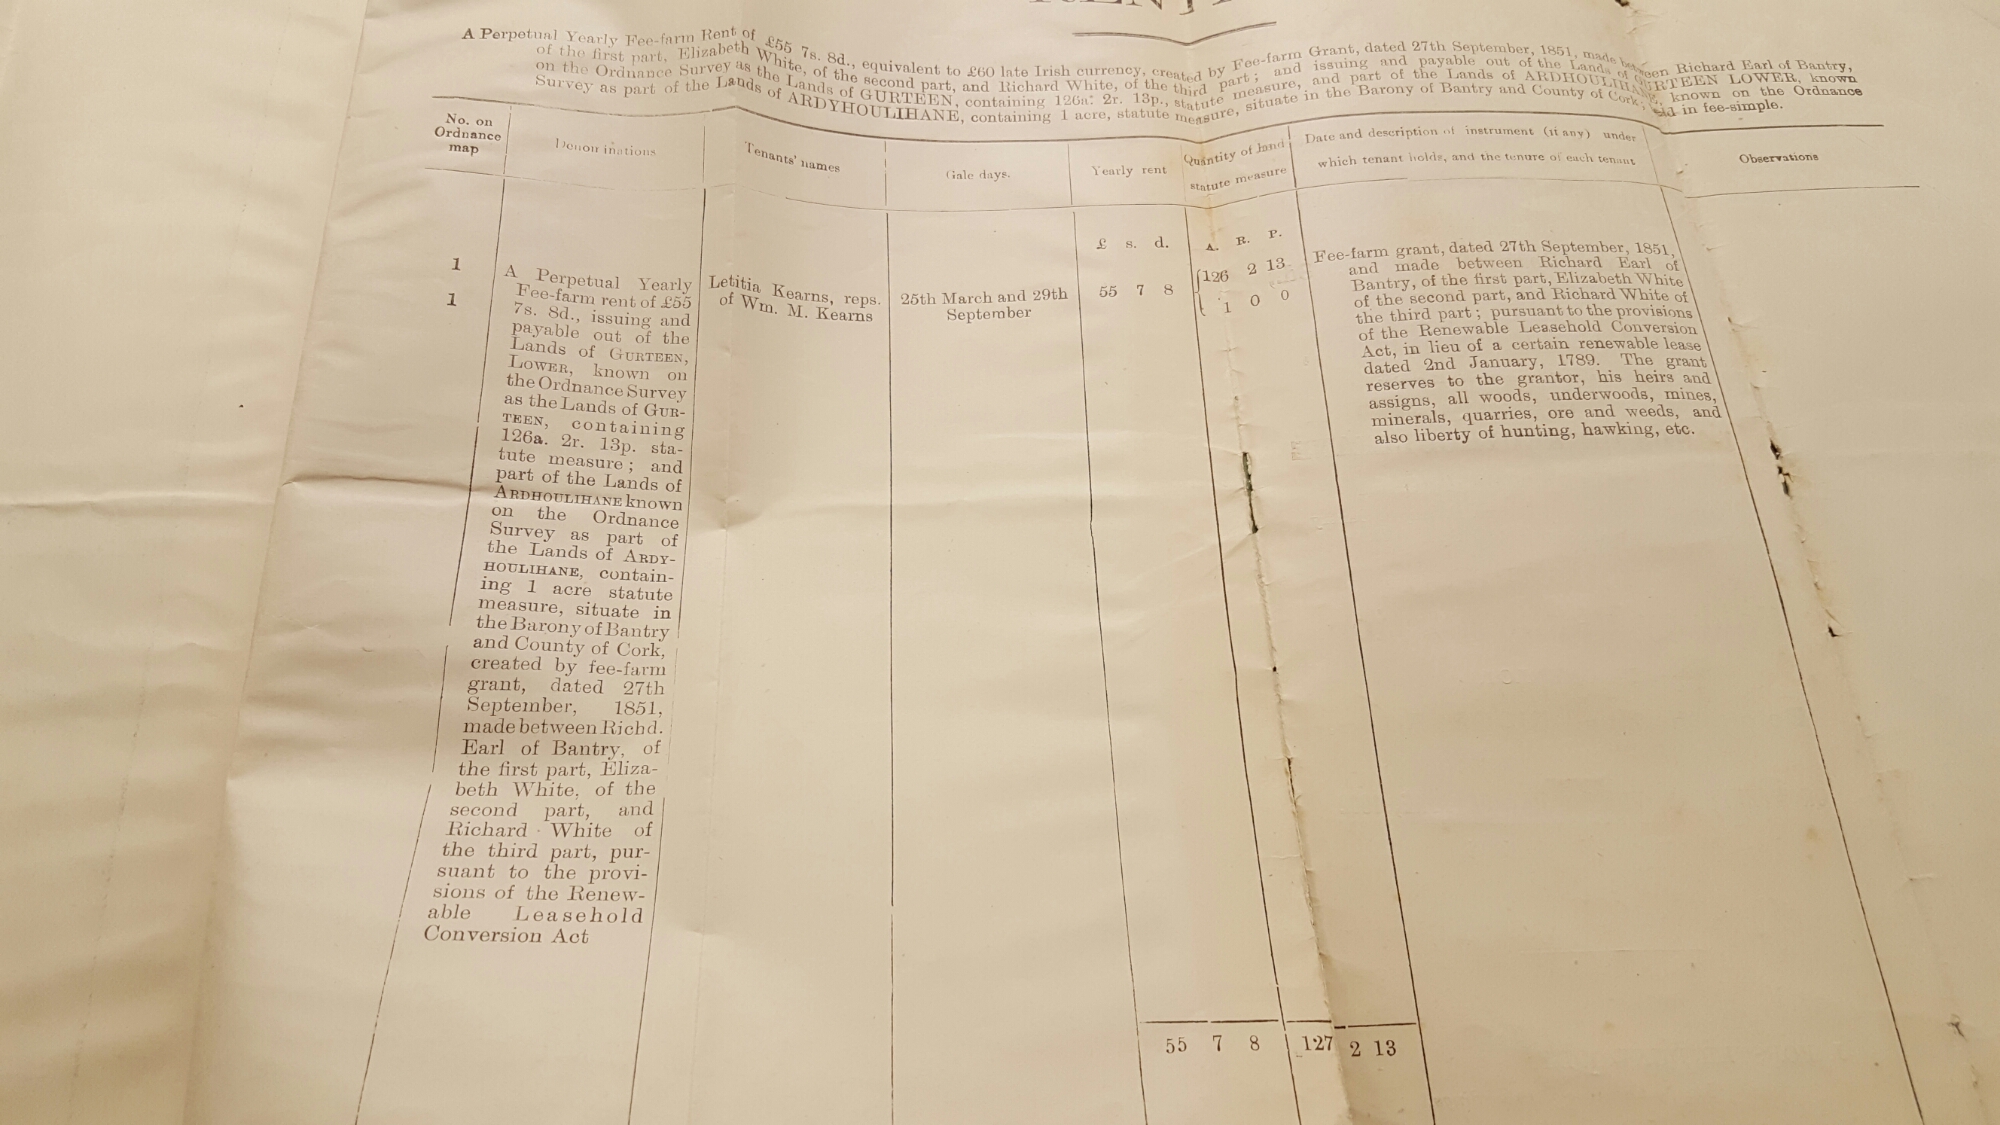 A Perpetual Yearly Fee-farm Rent of £55 7s. 8d., equivalent to £60 late Irish currency, created by Fee-farm Grant, dated 27th September, 1851, made between Richard Earl of Bantry,
of the first part, Elizabeth White, of the second part, and Richard White, of the third part; and issuing and payable out of the Lands of GURTEEN LOWER, known
on the Ordnance Survey as the Lands of GURTEEN, containing 126a. 2r. 13p., statute measure, and part of the Lands of ARDHOULIHANE, known on the Ordnance
Survey as part of the Lands of ARDYHOULIHANE, containing 1 acre, statute measure, situate in the Barony of Bantry and County of Cork, held in fee-simple.
No. on
Ordnance
map
Denominations
Tenants' names
Gale days.
Yearly rent
Quantity of land
statute measure
Date and description of instrument (if any) under
which tenant holds, and the tenure of each tenant
Observations
£ s. d.
A. R. P.
1
1
A Perpetual Yearly
Fee-farm rent of £55
7s. 8d., issuing and
payable out of the
Lands of GURTEEN,
LOWER, known on
the Ordnance Survey
as the Lands of GUR-
TEEN, containing
126a. 2r. 13p. sta-
tute measure; and
part of the Lands of
ARDHOULIHANE known
on the Ordnance
Survey as part of
the Lands of ARDY-
HOULIHANE, contain-
ing 1 acre statute
measure, situate in
the Barony of Bantry
and County of Cork,
created by fee-farm
grant, dated 27th
September, 1851,
made between Richd.
Earl of Bantry, of
the first part, Eliza-
beth White, of the
second part, and
Richard White of
the third part, pur-
suant to the provi-
sions of the Renew-
able Leasehold
Conversion Act
Letitia Kearns, reps.
of Wm. M. Kearns
25th March and 29th
September
55 7 8
126 2 13
1 0 0
Fee-farm grant, dated 27th September, 1851,
and made between Richard Earl of
Bantry, of the first part, Elizabeth White
of the second part, and Richard White of
the third part; pursuant to the provisions
of the Renewable Leasehold Conversion
Act, in lieu of a certain renewable lease
dated 2nd January, 1789. The grant
reserves to the grantor, his heirs and
assigns, all woods, underwoods, mines,
minerals, quarries, ore and weeds, and
also liberty of hunting, hawking, etc.
55 7 8
127 2 13